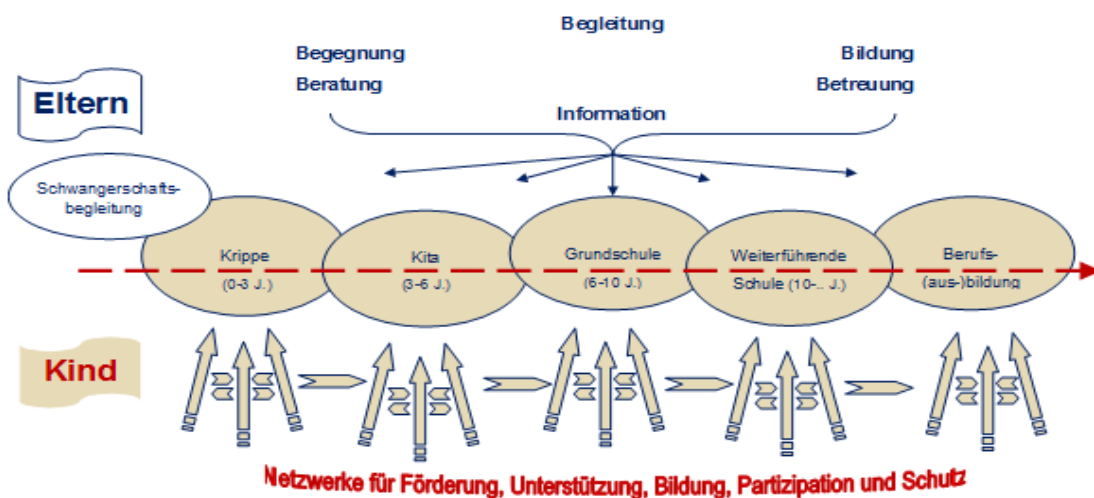 Begleitung
Begegnung
Bildung
Beratung
Betreuung
Eltern
Information
Schwangerschafts-
begleitung
Krippe
(0-3 J.)
Kita
(3-6 J.)
Grundschule
(6-10 J.)
Weiterführende
Schule (10-.. J.)
Berufs-
(aus-)bildung
Kind
Netzwerke für Förderung, Unterstützung, Bildung, Partizipation und Schutz